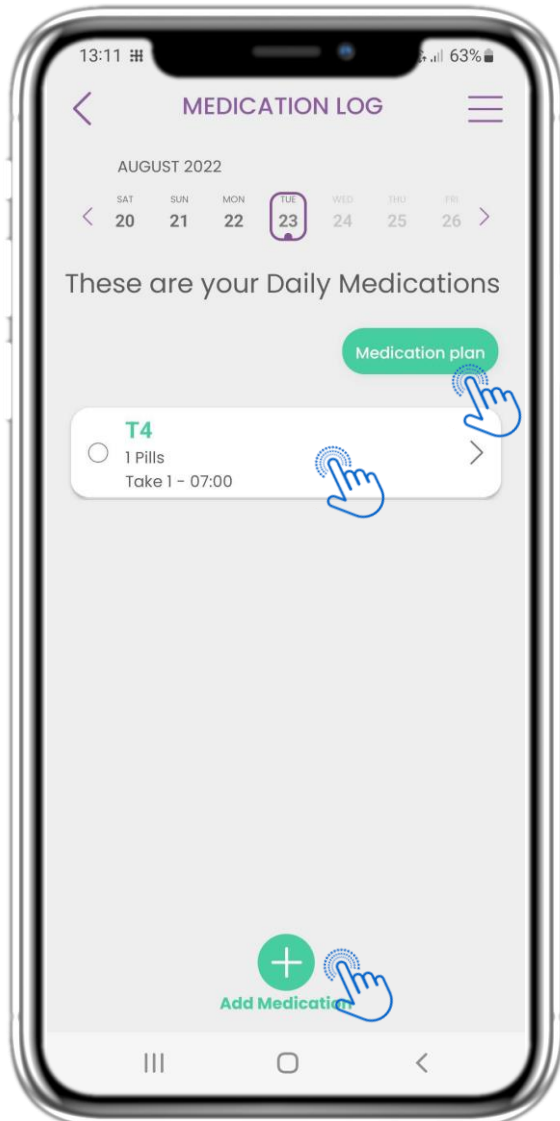 13:11 63%
MEDICATION LOG
AUGUST 2022
SAT SUN MON TUE WED THU FRI
20 21 22 23 24 25 26
These are your Daily Medications
Medication plan
T4
1 Pills
Take 1 - 07:00
Add Medication